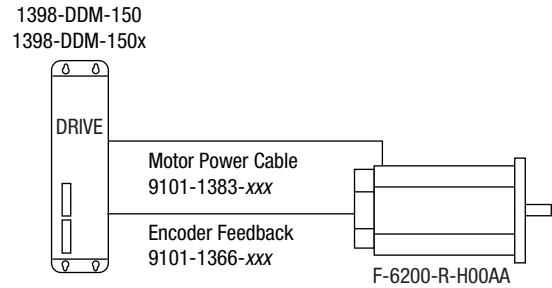 1398-DDM-150
1398-DDM-150x
DRIVE
Motor Power Cable
9101-1383-xxx
Encoder Feedback
9101-1366-xxx
F-6200-R-H00AA